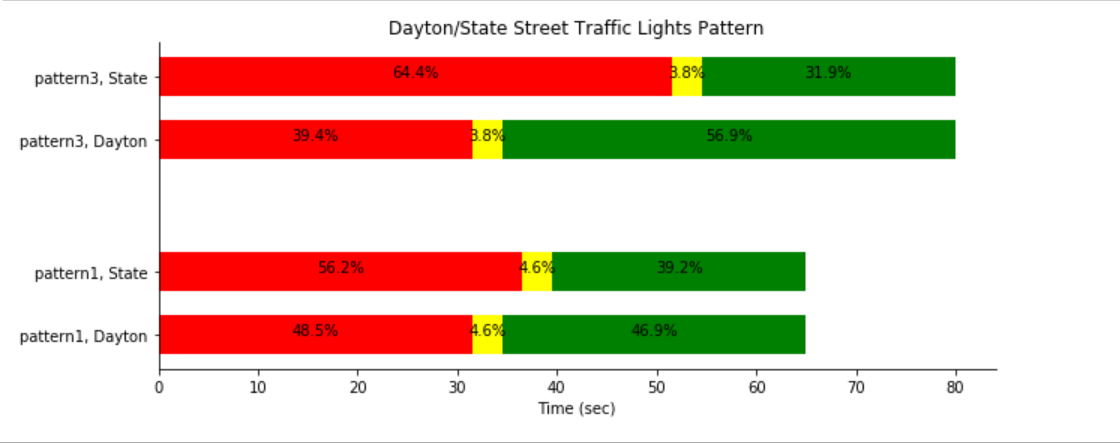 Dayton/State Street Traffic Lights Pattern
pattern3, State
64.4%
3.8%
31.9%
pattern3, Dayton
39.4%
3.8%
56.9%
pattern1, State
56.2%
4.6%
39.2%
pattern1, Dayton
48.5%
4.6%
46.9%
0 10 20 30 40 50 60 70 80
Time (sec)